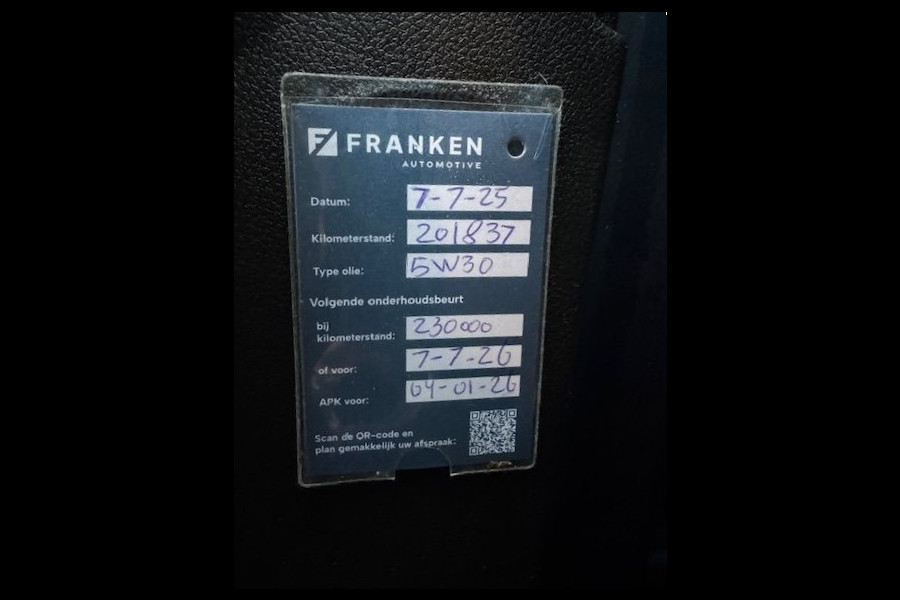 FRANKEN
AUTOMOTIVE
Datum: 7-7-25
Kilometerstand: 201837
Type olie: 5W30
Volgende onderhoudsbeurt
bij
kilometerstand: 230000
of voor: 7-7-26
APK voor: 04-01-26
Scan de QR-code en
plan gemakkelijk uw afspraak: